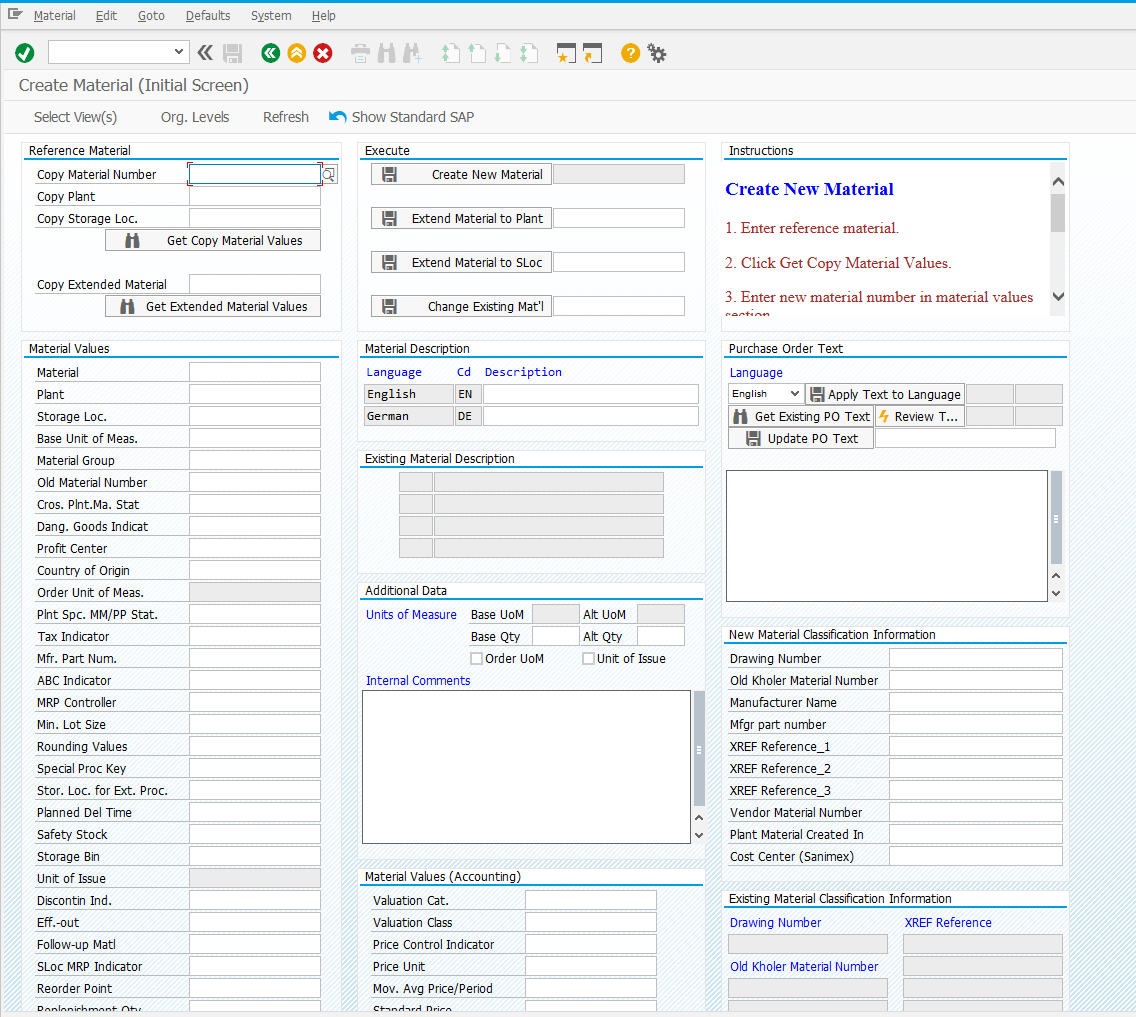 Material Edit Goto Defaults System Help
Create Material (Initial Screen)
Select View(s) Org. Levels Refresh Show Standard SAP
Reference Material
Copy Material Number
Copy Plant
Copy Storage Loc.
Get Copy Material Values
Copy Extended Material
Get Extended Material Values
Execute
Create New Material
Extend Material to Plant
Extend Material to SLoc
Change Existing Mat'l
Instructions
Create New Material
1. Enter reference material.
2. Click Get Copy Material Values.
3. Enter new material number in material values
section
Material Values
Material
Plant
Storage Loc.
Base Unit of Meas.
Material Group
Old Material Number
Cros. Plnt.Ma. Stat
Dang. Goods Indicat
Profit Center
Country of Origin
Order Unit of Meas.
Plnt Spc. MM/PP Stat.
Tax Indicator
Mfr. Part Num.
ABC Indicator
MRP Controller
Min. Lot Size
Rounding Values
Special Proc Key
Stor. Loc. for Ext. Proc.
Planned Del Time
Safety Stock
Storage Bin
Unit of Issue
Discontin Ind.
Eff.-out
Follow-up Matl
SLoc MRP Indicator
Reorder Point
Replenishment Qty
Material Description
Language Cd Description
English EN
German DE
Existing Material Description
Additional Data
Units of Measure Base UoM Alt UoM
Base Qty Alt Qty
Order UoM Unit of Issue
Internal Comments
Material Values (Accounting)
Valuation Cat.
Valuation Class
Price Control Indicator
Price Unit
Mov. Avg Price/Period
Standard Price
Purchase Order Text
Language
English Apply Text to Language
Get Existing PO Text Review T...
Update PO Text
New Material Classification Information
Drawing Number
Old Kholer Material Number
Manufacturer Name
Mfgr part number
XREF Reference_1
XREF Reference_2
XREF Reference_3
Vendor Material Number
Plant Material Created In
Cost Center (Sanimex)
Existing Material Classification Information
Drawing Number XREF Reference
Old Kholer Material Number